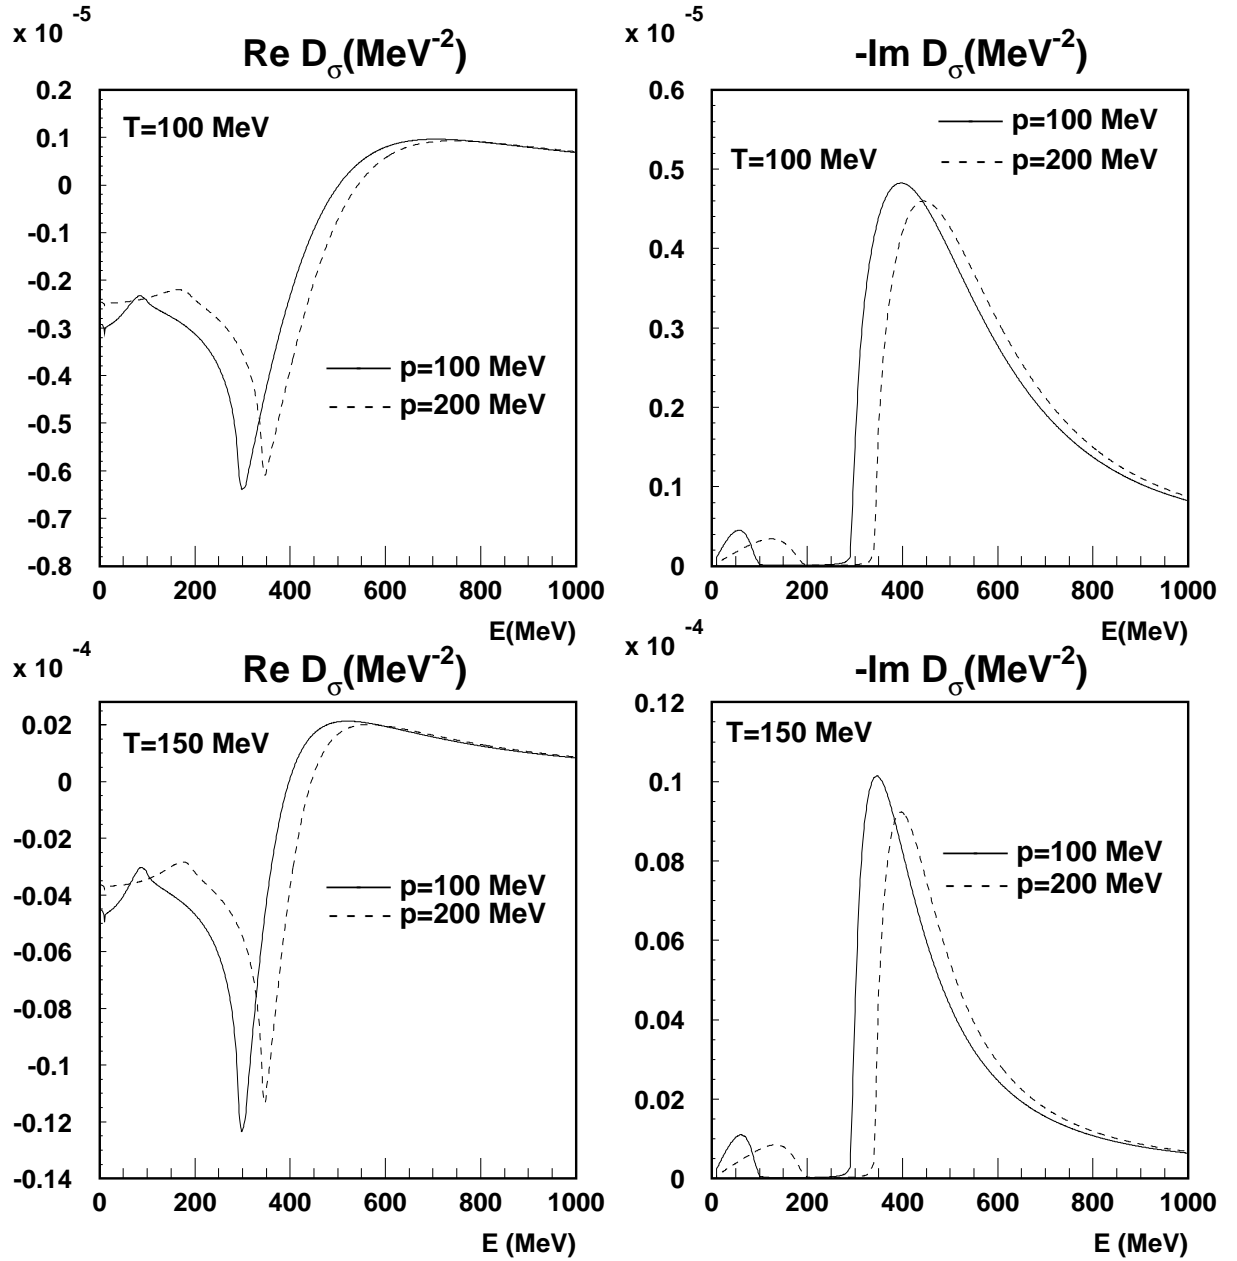 x 10 -5
Re Dσ(MeV-2)
0.2
0.1
0
-0.1
-0.2
-0.3
-0.4
-0.5
-0.6
-0.7
-0.8
T=100 MeV
p=100 MeV
p=200 MeV
0 200 400 600 800 1000
E(MeV)
x 10 -5
-Im Dσ(MeV-2)
0.6
0.5
0.4
0.3
0.2
0.1
0
p=100 MeV
T=100 MeV
p=200 MeV
0 200 400 600 800 1000
E(MeV)
x 10 -4
Re Dσ(MeV-2)
0.02
0
-0.02
-0.04
-0.06
-0.08
-0.1
-0.12
-0.14
T=150 MeV
p=100 MeV
p=200 MeV
0 200 400 600 800 1000
E (MeV)
x 10 -4
-Im Dσ(MeV-2)
0.12
0.1
0.08
0.06
0.04
0.02
0
T=150 MeV
p=100 MeV
p=200 MeV
0 200 400 600 800 1000
E (MeV)